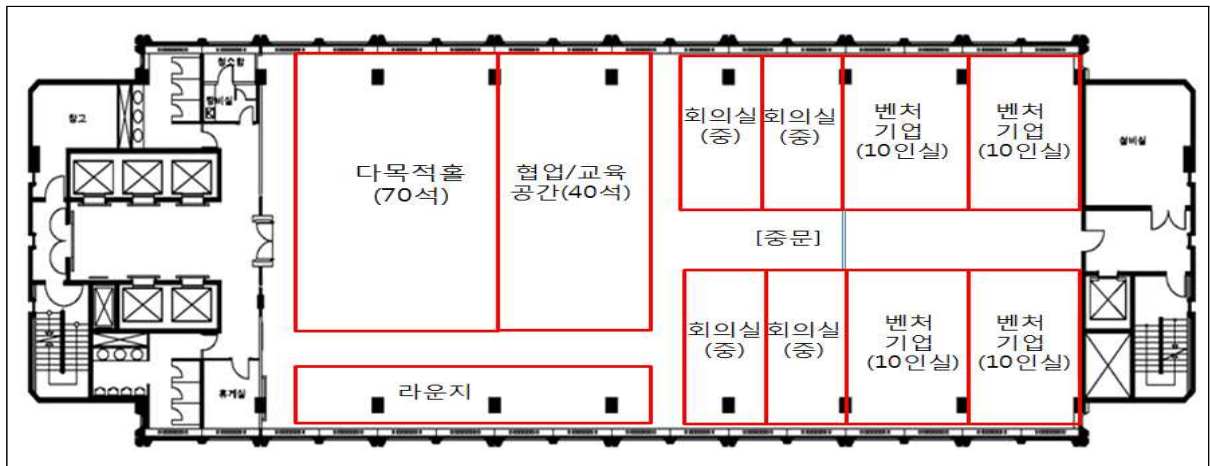 청소함
탕비실
창고
다목적홀
(70석)
협업/교육
공간(40석)
회의실
(중)
회의실
(중)
벤처
기업
(10인실)
벤처
기업
(10인실)
설비실
[중문]
라운지
휴게실
회의실
(중)
회의실
(중)
벤처
기업
(10인실)
벤처
기업
(10인실)